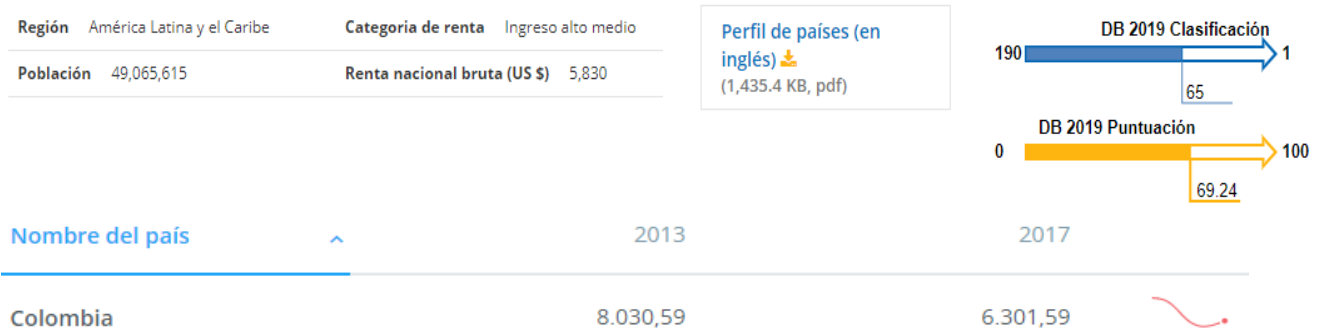 Región América Latina y el Caribe Categoria de renta Ingreso alto medio
Población 49,065,615 Renta nacional bruta (US $) 5,830
Perfil de países (en
inglés)
(1,435.4 KB, pdf)
DB 2019 Clasificación
190 1
65
DB 2019 Puntuación
0 100
69.24
Nombre del país 2013 2017
Colombia 8.030,59 6.301,59